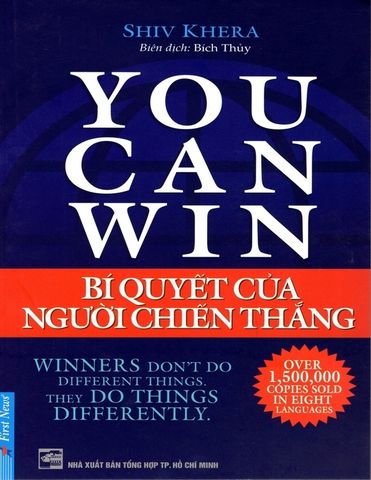 SHIV KHERA
Biên dịch: Bích Thủy
YOU
CAN
WIN
BÍ QUYẾT CỦA
NGƯỜI CHIẾN THẮNG
WINNERS DON'T DO
DIFFERENT THINGS.
THEY DO THINGS
DIFFERENTLY.
OVER
1,500,000
COPIES SOLD
IN EIGHT
LANGUAGES
First News
NHÀ XUẤT BẢN TỔNG HỢP TP. HỒ CHÍ MINH